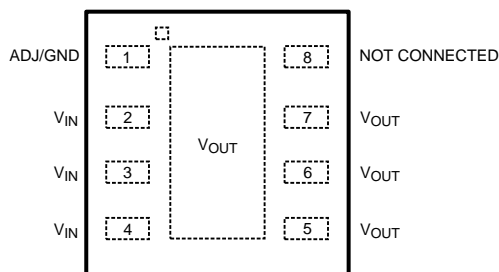 ADJ/GND 1 8 NOT CONNECTED
VIN 2 7 VOUT
VOUT
VIN 3 6 VOUT
VIN 4 5 VOUT